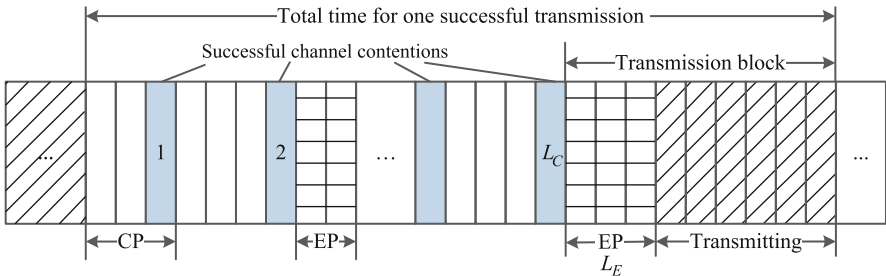 Total time for one successful transmission
Successful channel contentions
Transmission block
... 1 2 ... L_C ...
CP EP EP Transmitting
L_E